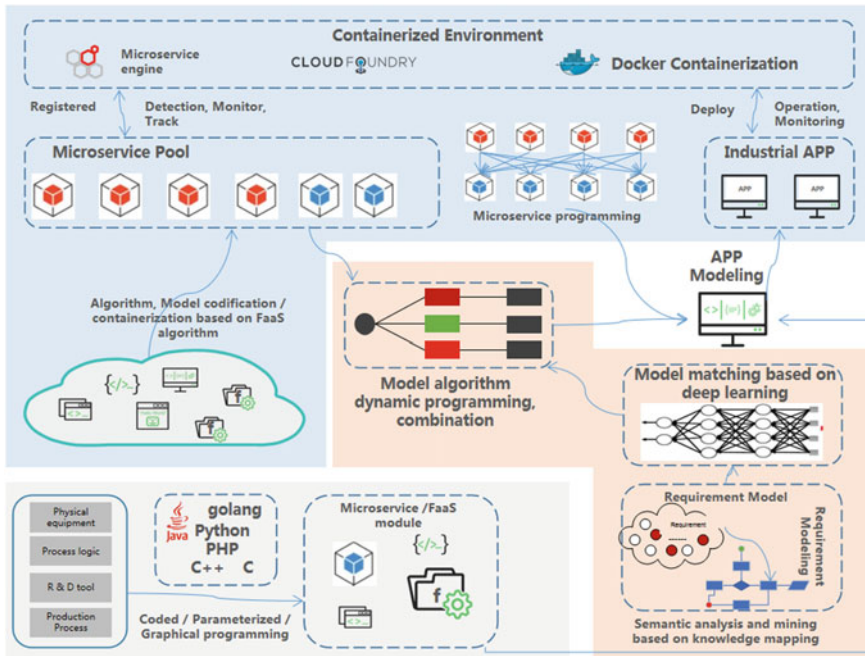 Containerized Environment
Microservice
engine
CLOUD FOUNDRY
Docker Containerization
Registered
Detection, Monitor,
Track
Deploy
Operation,
Monitoring
Microservice Pool
Microservice programming
Industrial APP
APP
APP
APP
Modeling
Algorithm, Model codification /
containerization based on FaaS
algorithm
{</>_}
<>_
f
f
Model algorithm
dynamic programming,
combination
Model matching based on
deep learning
Requirement Model
Requirement
Requirement
Modeling
Semantic analysis and mining
based on knowledge mapping
Physical
equipment
Process logic
R & D tool
Production
Process
Java
golang
Python
PHP
C++ C
Microservice /FaaS
module
{</>_}
f
<>_
Coded / Parameterized /
Graphical programming